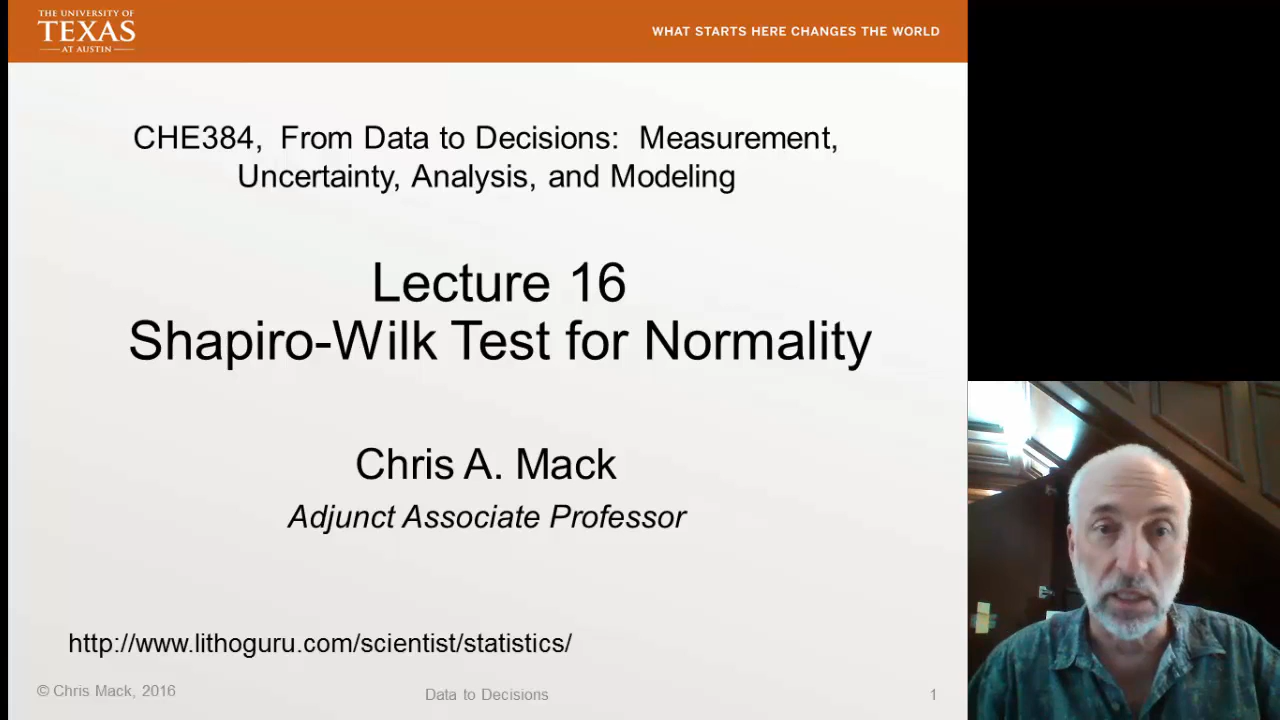 THE UNIVERSITY OF
TEXAS
AT AUSTIN
WHAT STARTS HERE CHANGES THE WORLD
CHE384, From Data to Decisions: Measurement,
Uncertainty, Analysis, and Modeling
Lecture 16
Shapiro-Wilk Test for Normality
Chris A. Mack
Adjunct Associate Professor
http://www.lithoguru.com/scientist/statistics/
© Chris Mack, 2016
Data to Decisions
1